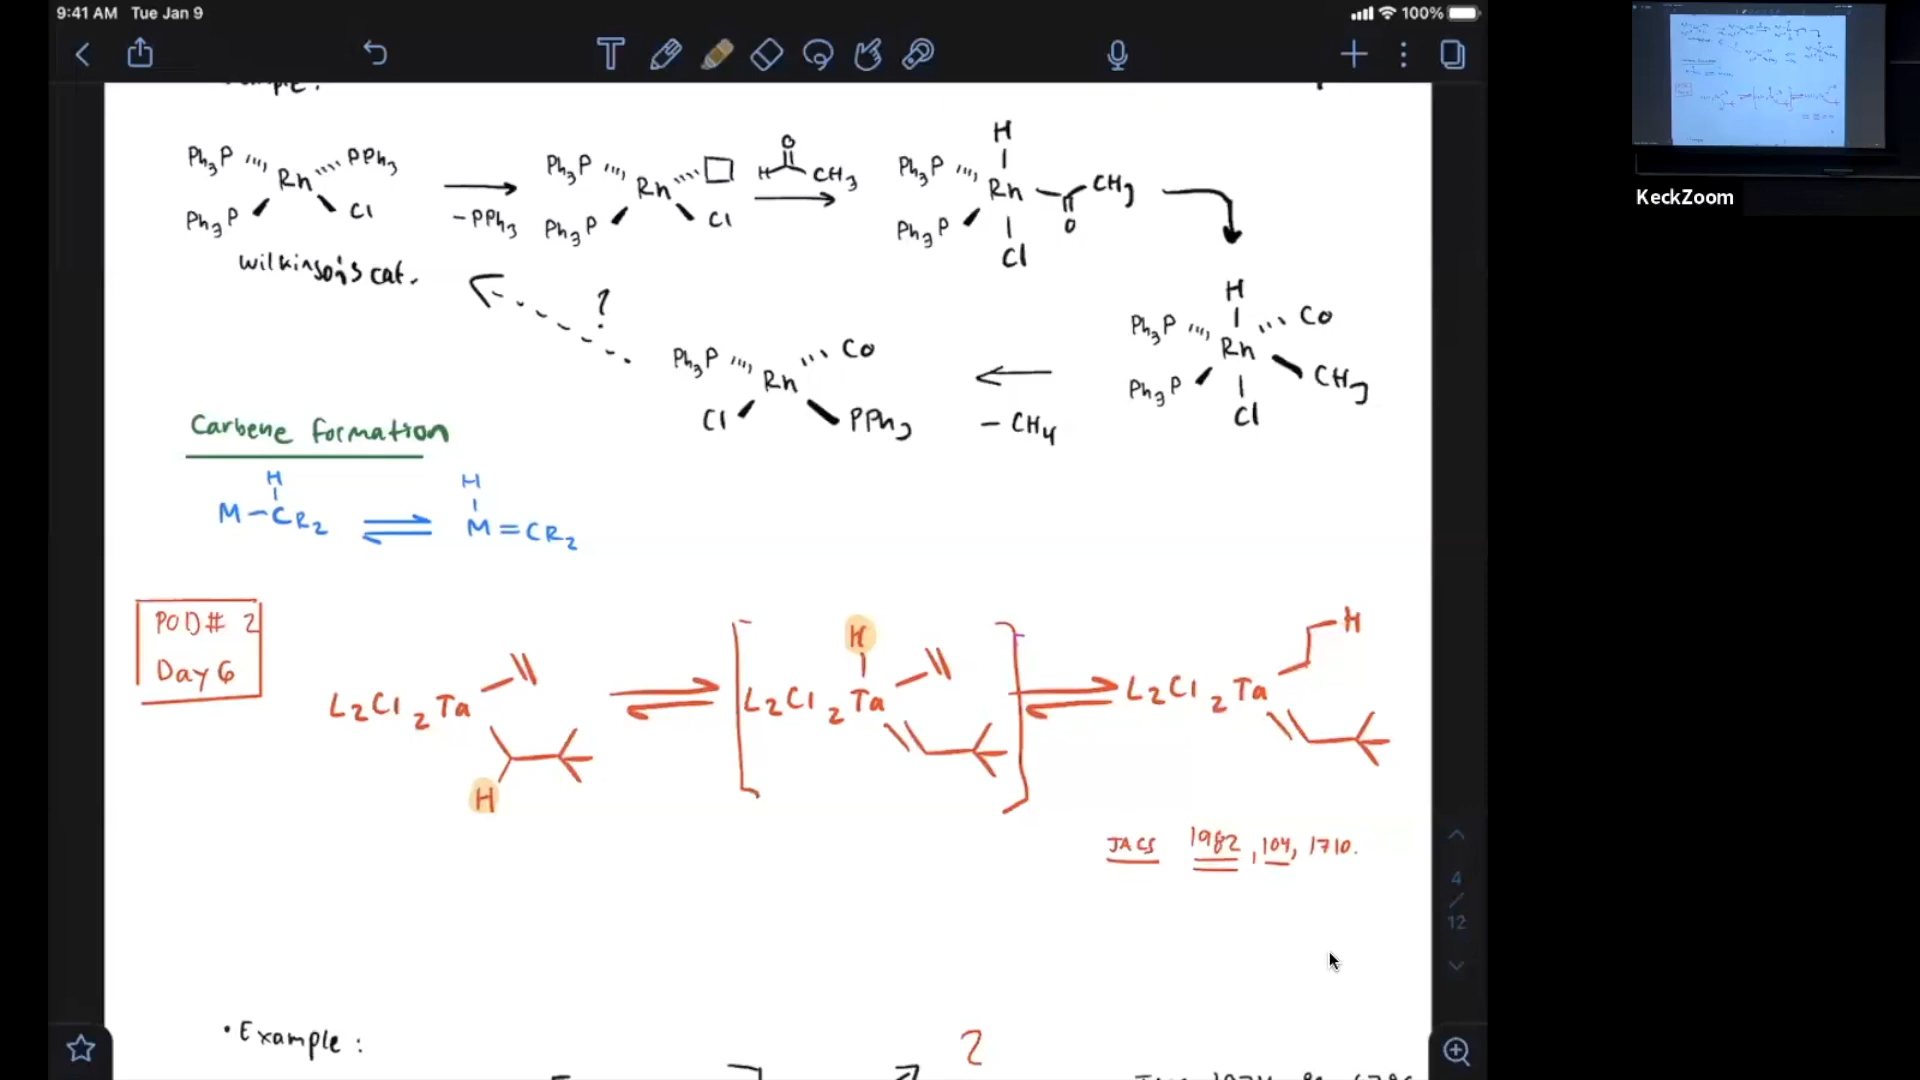 9:41 AM Tue Jan 9
100%
Ph3P PPh3
Rh
Ph3P Cl
Wilkinson's cat.
- PPh3
Ph3P
Rh
Ph3P Cl
O
H CH3
H
Ph3P
Rh CH3
Ph3P O
Cl
H
Ph3P CO
Rh
Ph3P CH3
Cl
- CH4
Ph3P CO
Rh
Cl PPh3
?
Carbene formation
H
M-CR2
H
M=CR2
POD# 2
Day 6
L2Cl2Ta
H
H
L2Cl2Ta
H
L2Cl2Ta
JACS 1982, 104, 1710.
• Example:
2
KeckZoom
4
/
12